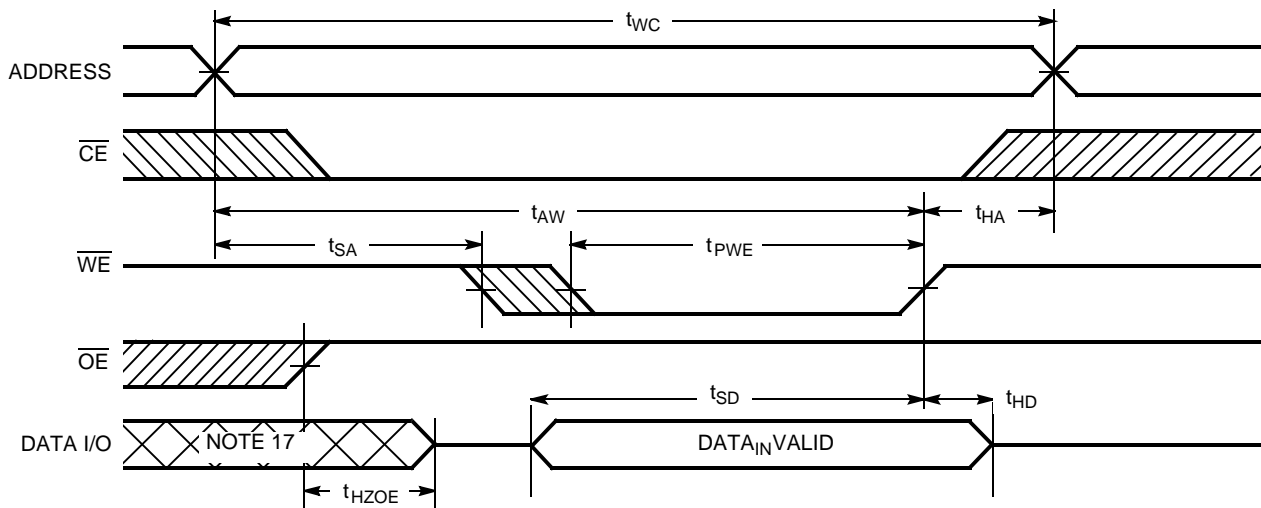 tWC
ADDRESS
CE
tAW
tHA
tSA
tPWE
WE
OE
tSD
tHD
DATA I/O
NOTE 17
DATAINVALID
tHZOE